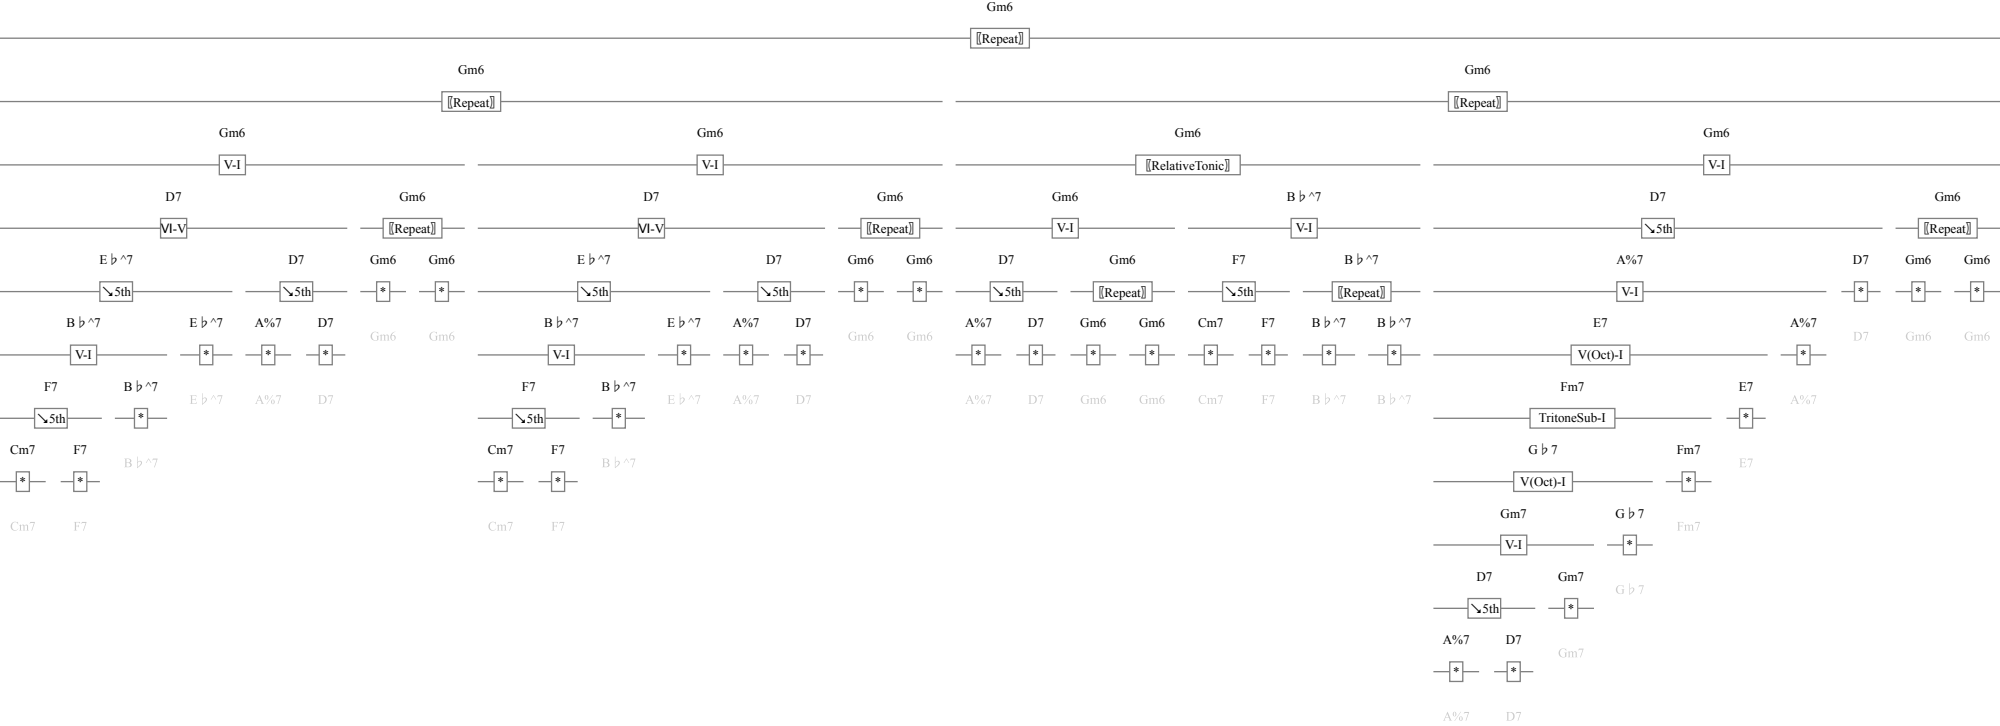 Gm6
⟦Repeat⟧
Gm6 Gm6
⟦Repeat⟧ ⟦Repeat⟧
Gm6 Gm6 Gm6 Gm6
V-I V-I ⟦RelativeTonic⟧ V-I
D7 Gm6 D7 Gm6 Gm6 B♭^7 D7 Gm6
Ⅵ-V ⟦Repeat⟧ Ⅵ-V ⟦Repeat⟧ V-I V-I ↘5th ⟦Repeat⟧
E♭^7 D7 Gm6 Gm6 E♭^7 D7 Gm6 Gm6 D7 Gm6 F7 B♭^7 A%7 D7 Gm6 Gm6
↘5th ↘5th * * ↘5th ↘5th * * ↘5th ⟦Repeat⟧ ↘5th ⟦Repeat⟧ V-I * * *
B♭^7 E♭^7 A%7 D7 Gm6 Gm6 B♭^7 E♭^7 A%7 D7 Gm6 Gm6 A%7 D7 Gm6 Gm6 Cm7 F7 B♭^7 B♭^7 E7 A%7 D7 Gm6 Gm6
V-I * * * V-I * * * * * * * * * * * V(Oct)-I *
F7 B♭^7 E♭^7 A%7 D7 F7 B♭^7 E♭^7 A%7 D7 A%7 D7 Gm6 Gm6 Cm7 F7 B♭^7 B♭^7 Fm7 E7 A%7
↘5th * ↘5th * TritoneSub-I *
Cm7 F7 B♭^7 Cm7 F7 B♭^7 G♭7 Fm7 E7
* * * * V(Oct)-I *
Cm7 F7 Cm7 F7 Gm7 G♭7 Fm7
V-I *
D7 Gm7 G♭7
↘5th *
A%7 D7 Gm7
* *
A%7 D7